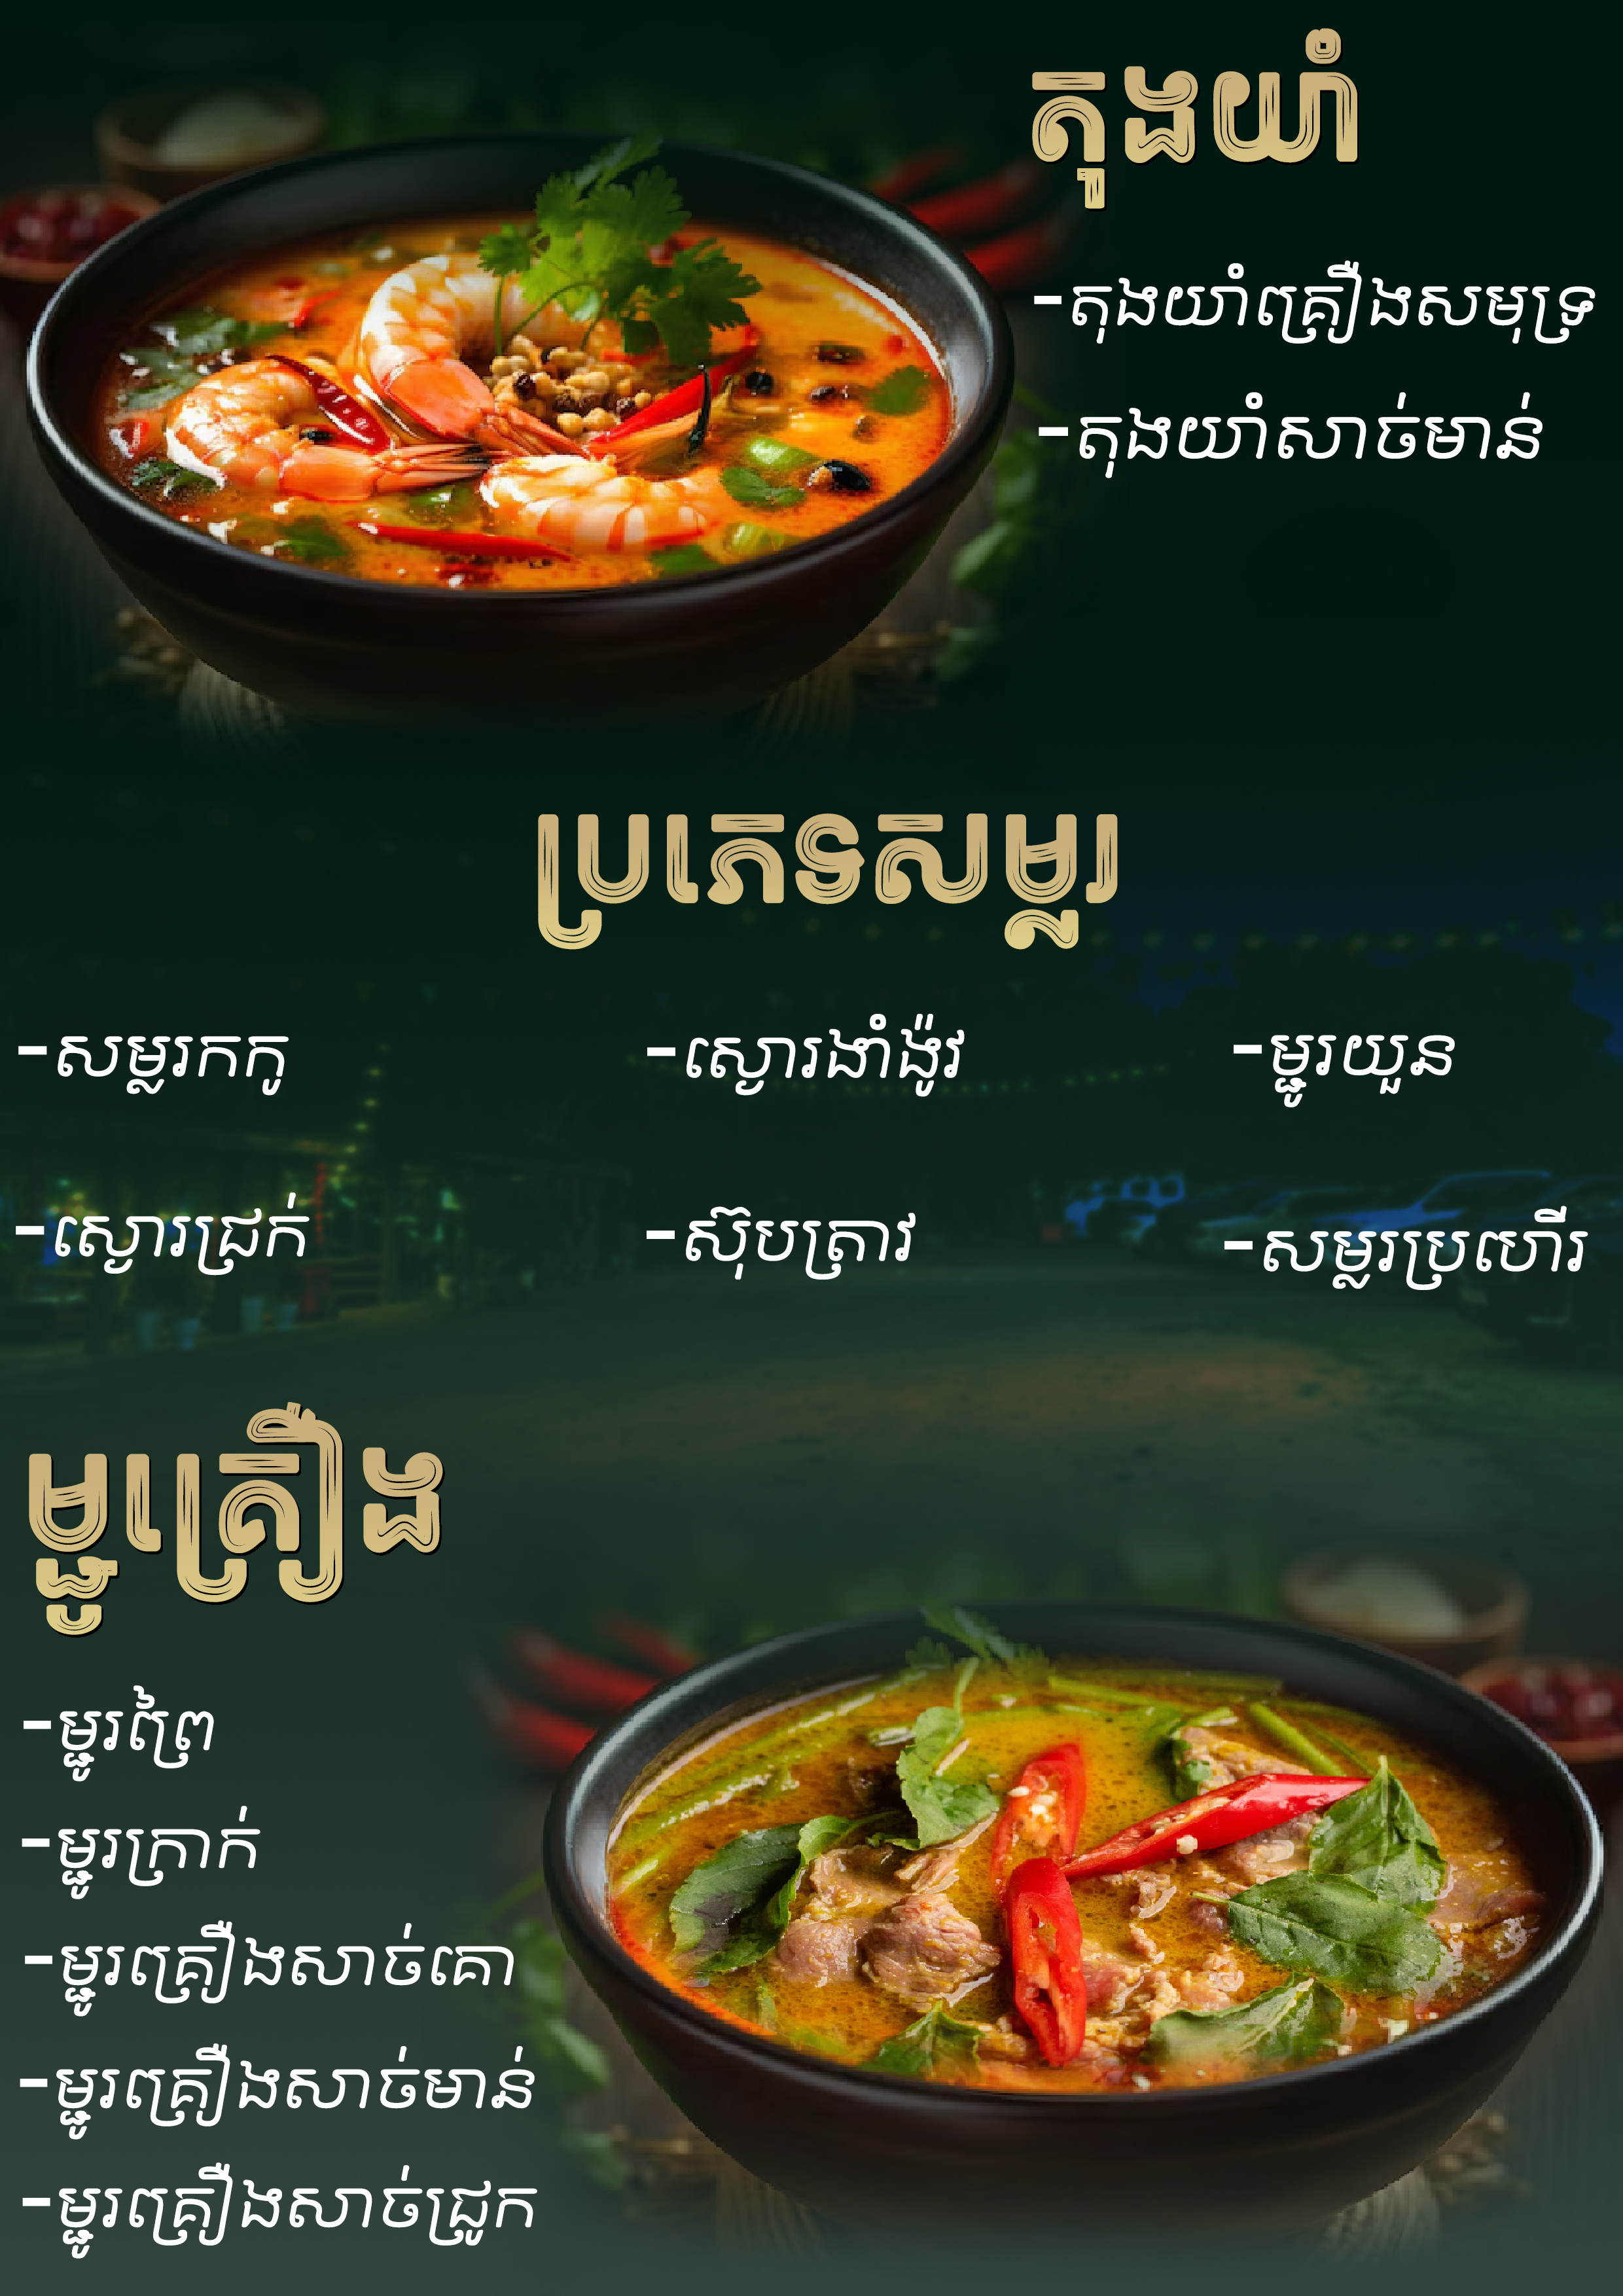 តុងយាំ
-តុងយាំគ្រឿងសមុទ្រ
-តុងយាំសាច់មាន់
ប្រភេទសម្លរ
-សម្លរកកូ
-ស្ងោរងាំង៉ូវ
-ម្ជូរយួន
-ស្ងោរជ្រក់
-ស៊ុបត្រាវ
-សម្លរប្រហើរ
ម្ជូគ្រឿង
-ម្ជូរព្រៃ
-ម្ជូរក្រាក់
-ម្ជូរគ្រឿងសាច់គោ
-ម្ជូរគ្រឿងសាច់មាន់
-ម្ជូរគ្រឿងសាច់ជ្រូក